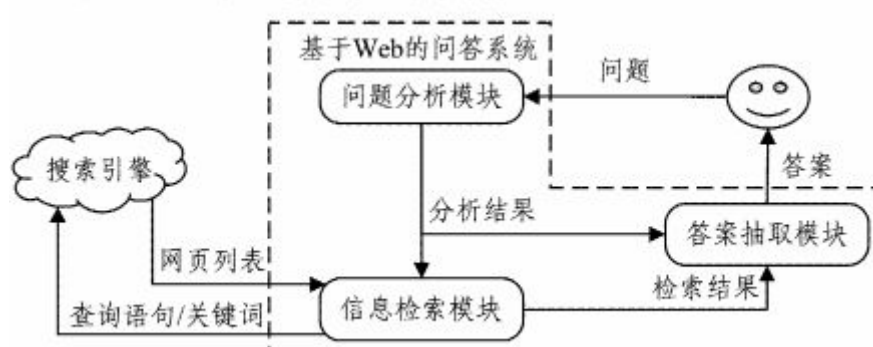 基于Web的问答系统
问题分析模块
问题
搜索引擎
答案
分析结果
答案抽取模块
网页列表
检索结果
信息检索模块
查询语句/关键词